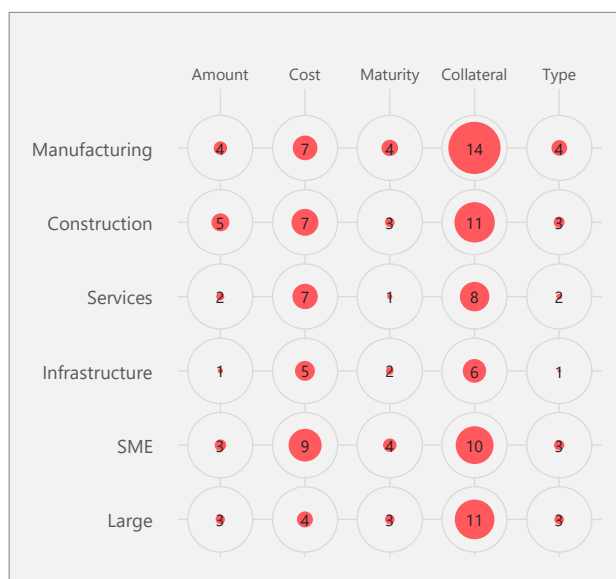 Amount Cost Maturity Collateral Type
Manufacturing 4 7 4 14 4
Construction 5 7 3 11 3
Services 2 7 1 8 2
Infrastructure 1 5 2 6 1
SME 3 9 4 10 3
Large 3 4 3 11 3